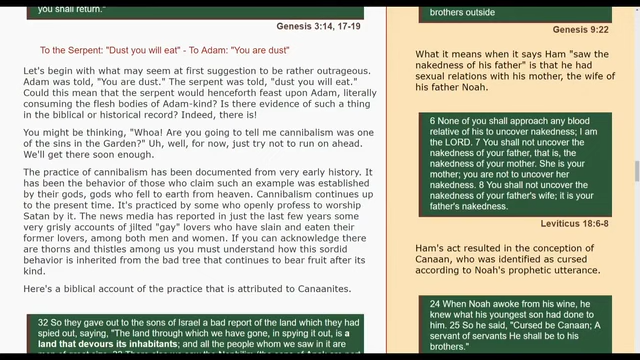 you shall return."
Genesis 3:14, 17-19
To the Serpent: "Dust you will eat" - To Adam: "You are dust"
Let's begin with what may seem at first suggestion to be rather outrageous.
Adam was told, "You are dust." The serpent was told, "dust you will eat."
Could this mean that the serpent would henceforth feast upon Adam, literally
consuming the flesh bodies of Adam-kind? Is there evidence of such a thing
in the biblical or historical record? Indeed, there is!
You might be thinking, "Whoa! Are you going to tell me cannibalism was one
of the sins in the Garden?" Uh, well, for now, just try not to run on ahead.
We'll get there soon enough.
The practice of cannibalism has been documented from very early history. It
has been the behavior of those who claim such an example was established
by their gods, gods who fell to earth from heaven. Cannibalism continues up
to the present time. It's practiced by some who openly profess to worship
Satan by it. The news media has reported in just the last few years some
very grisly accounts of jilted "gay" lovers who have slain and eaten their
former lovers, among both men and women. If you can acknowledge there
are thorns and thistles among us you must understand how this sordid
behavior is inherited from the bad tree that continues to bear fruit after its
kind.
Here's a biblical account of the practice that is attributed to Canaanites.
32 So they gave out to the sons of Israel a bad report of the land which they had
spied out, saying, "The land through which we have gone, in spying it out, is a
land that devours its inhabitants; and all the people whom we saw in it are
brothers outside
Genesis 9:22
What it means when it says Ham "saw the
nakedness of his father" is that he had
sexual relations with his mother, the wife of
his father Noah.
6 None of you shall approach any blood
relative of his to uncover nakedness; I am
the LORD. 7 You shall not uncover the
nakedness of your father, that is, the
nakedness of your mother. She is your
mother; you are not to uncover her
nakedness. 8 You shall not uncover the
nakedness of your father's wife; it is your
father's nakedness.
Leviticus 18:6-8
Ham's act resulted in the conception of
Canaan, who was identified as cursed
according to Noah's prophetic utterance.
24 When Noah awoke from his wine, he
knew what his youngest son had done to
him. 25 So he said, "Cursed be Canaan; A
servant of servants He shall be to his
brothers."